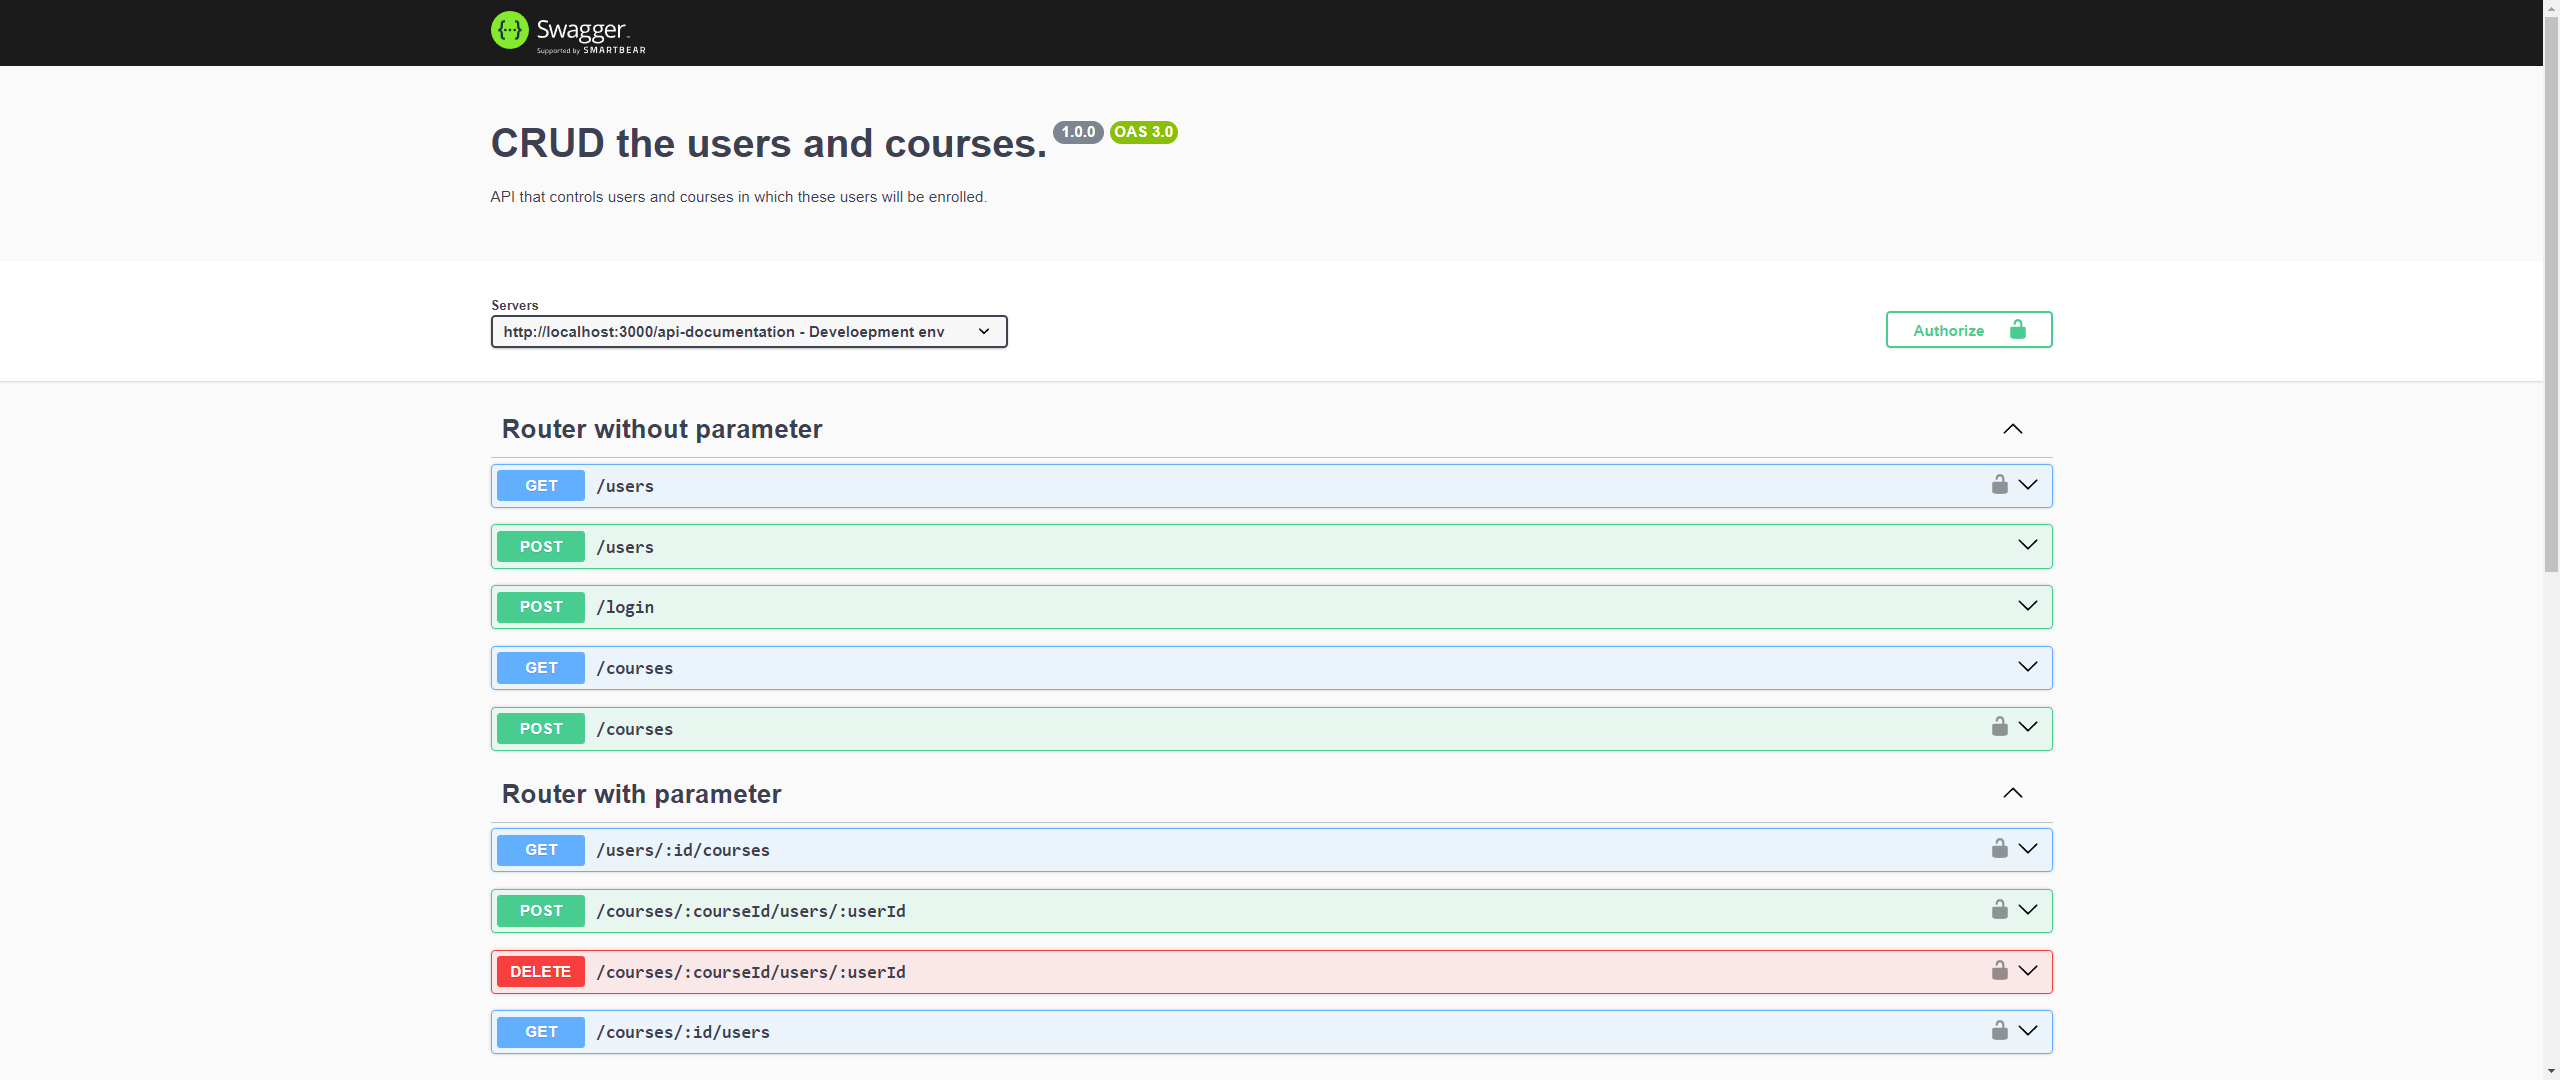 {···} Swagger
Supported by SMARTBEAR
CRUD the users and courses. 1.0.0 OAS 3.0
API that controls users and courses in which these users will be enrolled.
Servers
http://localhost:3000/api-documentation - Develoepment env
Authorize
Router without parameter
GET /users
POST /users
POST /login
GET /courses
POST /courses
Router with parameter
GET /users/:id/courses
POST /courses/:courseId/users/:userId
DELETE /courses/:courseId/users/:userId
GET /courses/:id/users